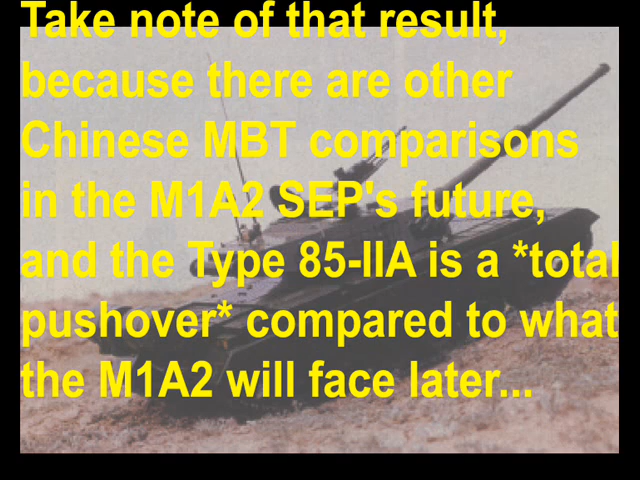 Take note of that result,
because there are other
Chinese MBT comparisons
in the M1A2 SEP's future,
and the Type 85-IIA is a *total
pushover* compared to what
the M1A2 will face later...